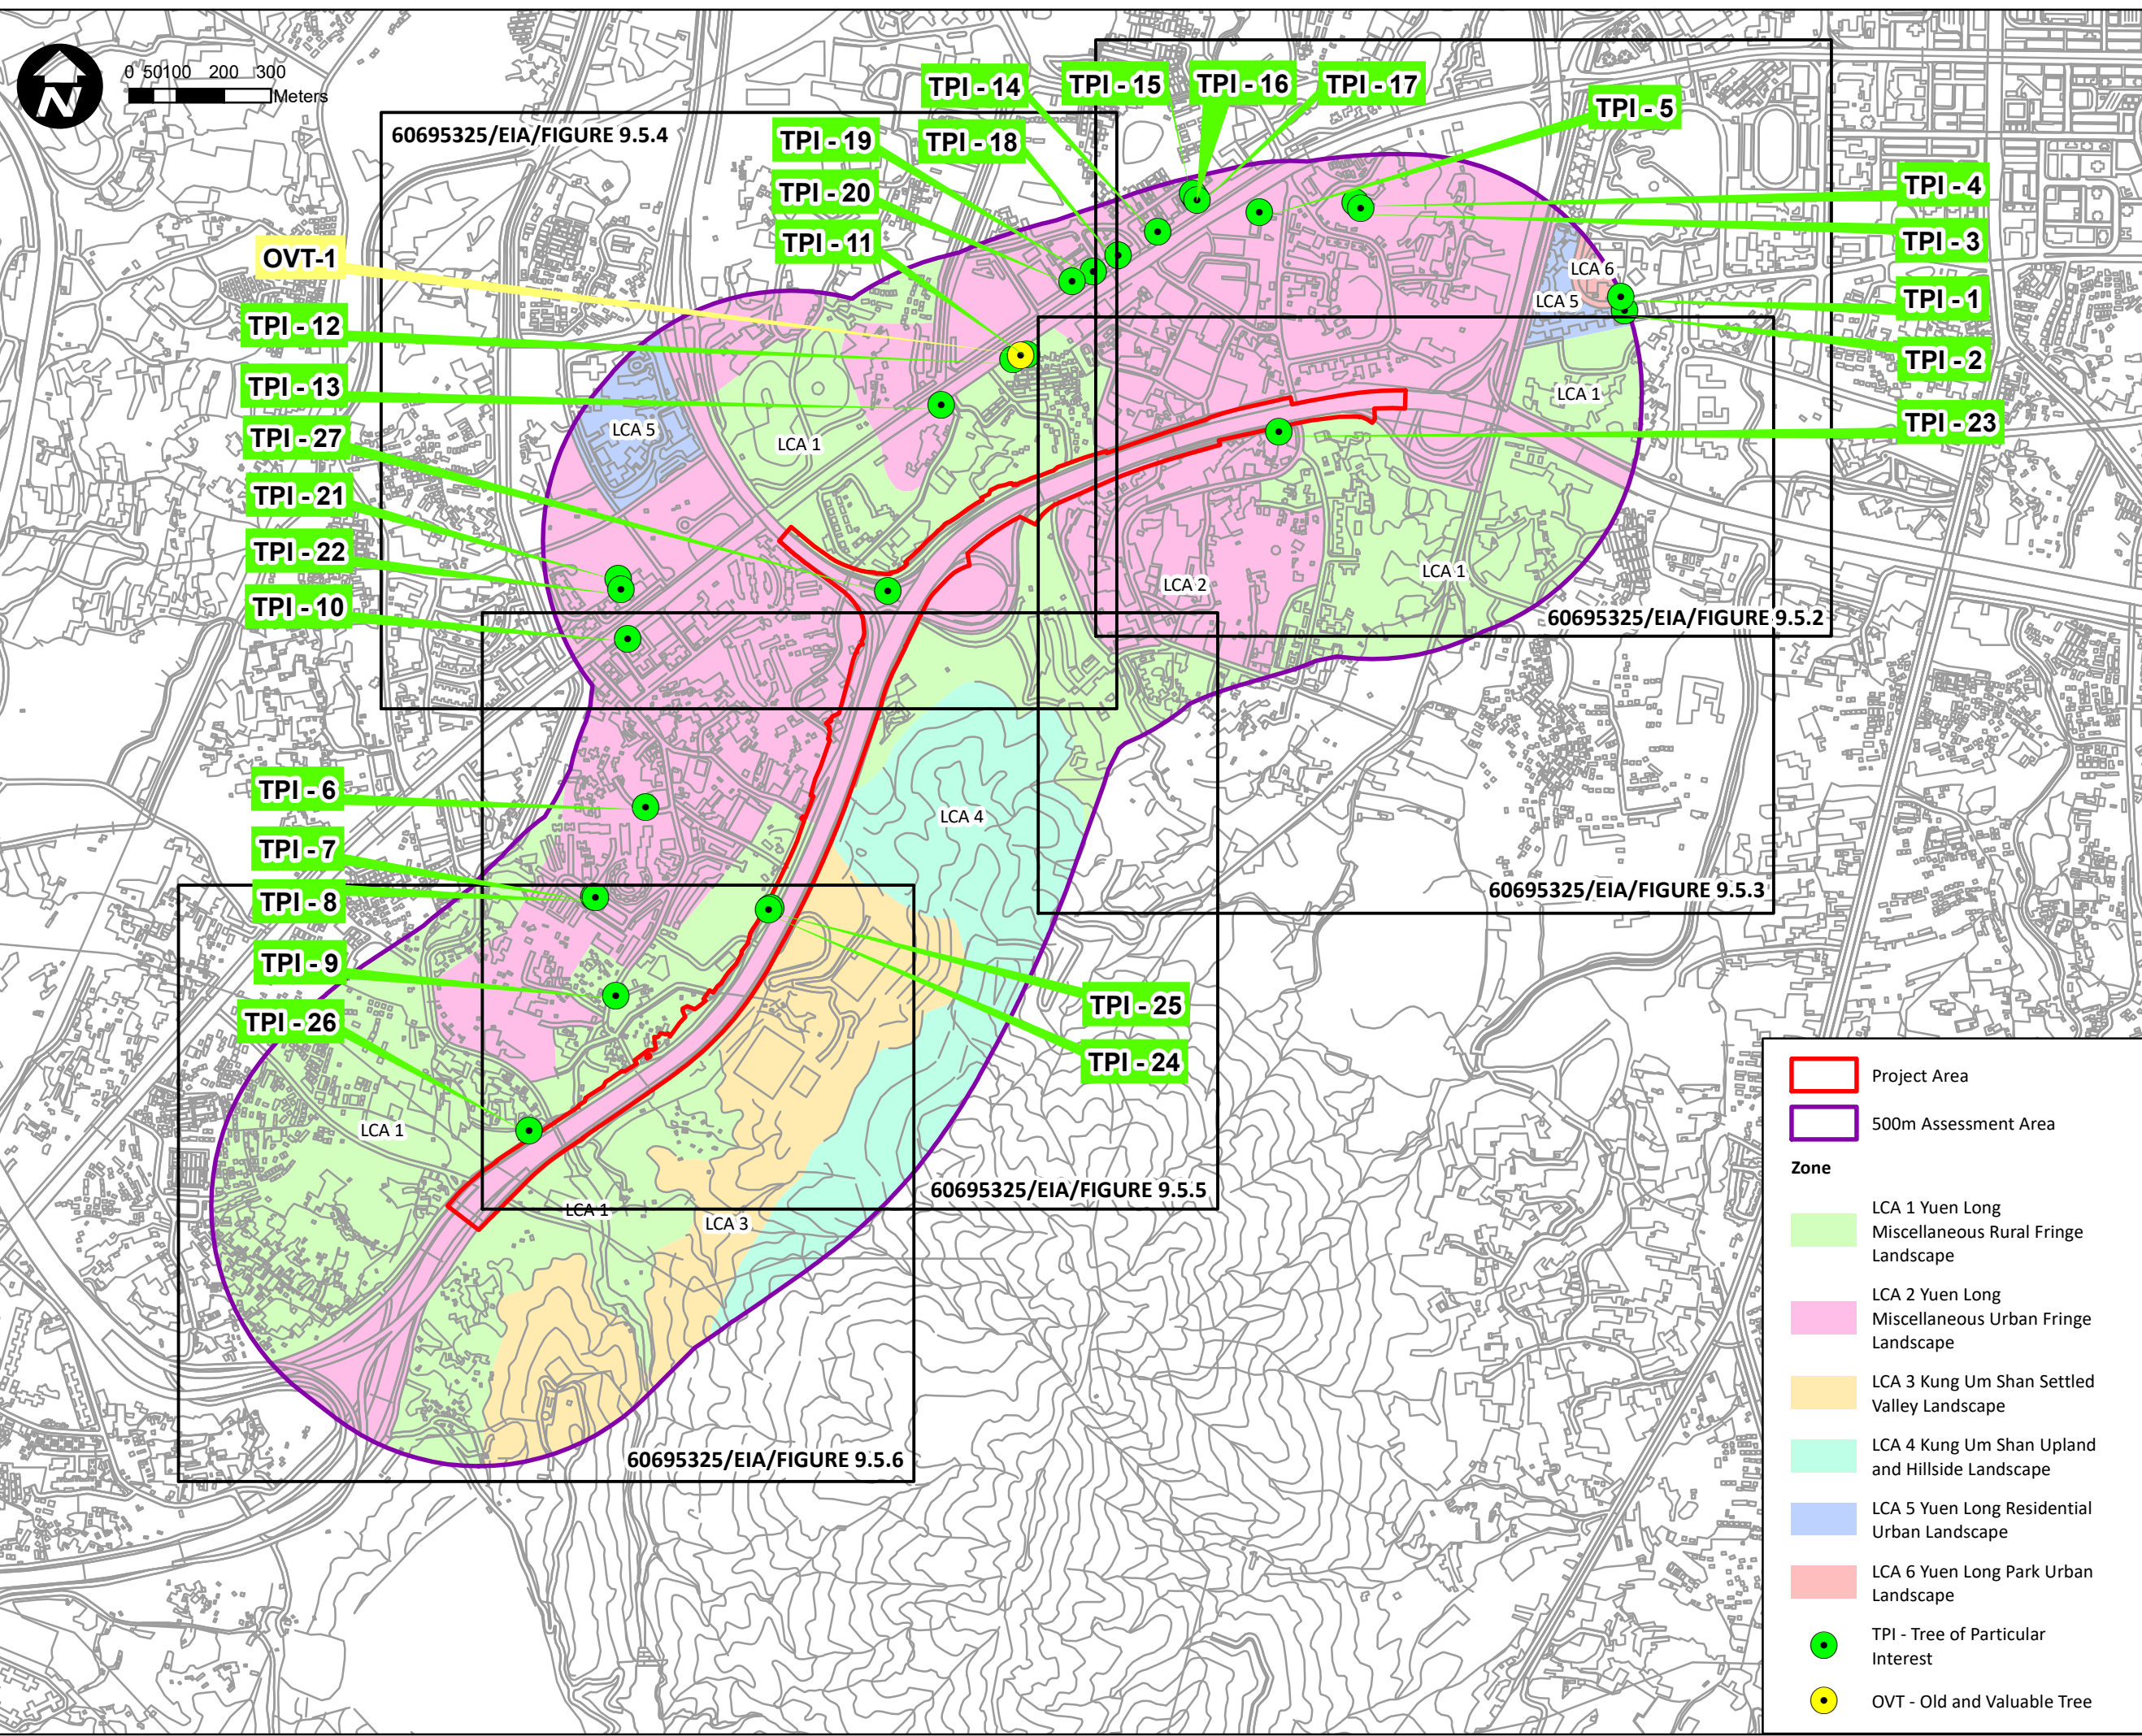 N
0 50100 200 300
Meters
60695325/EIA/FIGURE 9.5.4
TPI - 14
TPI - 15
TPI - 16
TPI - 17
TPI - 5
TPI - 19
TPI - 18
TPI - 20
TPI - 11
TPI - 4
TPI - 3
OVT-1
LCA 6
LCA 5
TPI - 1
TPI - 12
TPI - 2
TPI - 13
LCA 1
TPI - 23
TPI - 27
LCA 5
LCA 1
TPI - 21
TPI - 22
LCA 2
LCA 1
TPI - 10
60695325/EIA/FIGURE 9.5.2
TPI - 6
LCA 4
TPI - 7
TPI - 8
60695325/EIA/FIGURE 9.5.3
TPI - 9
TPI - 25
TPI - 26
TPI - 24
LCA 1
60695325/EIA/FIGURE 9.5.5
LCA 1
LCA 3
60695325/EIA/FIGURE 9.5.6
Project Area
500m Assessment Area
Zone
LCA 1 Yuen Long
Miscellaneous Rural Fringe
Landscape
LCA 2 Yuen Long
Miscellaneous Urban Fringe
Landscape
LCA 3 Kung Um Shan Settled
Valley Landscape
LCA 4 Kung Um Shan Upland
and Hillside Landscape
LCA 5 Yuen Long Residential
Urban Landscape
LCA 6 Yuen Long Park Urban
Landscape
TPI - Tree of Particular
Interest
OVT - Old and Valuable Tree